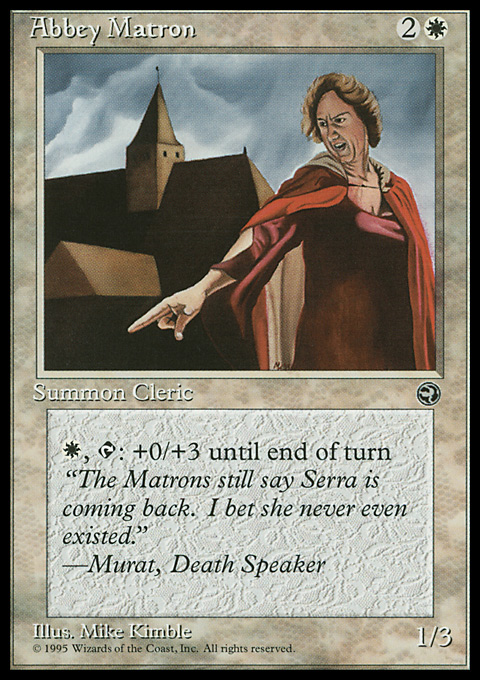 Abbey Matron 2
Summon Cleric
, : +0/+3 until end of turn
“The Matrons still say Serra is
coming back. I bet she never even
existed.”
—Murat, Death Speaker
Illus. Mike Kimble
1/3
© 1995 Wizards of the Coast, Inc. All rights reserved.